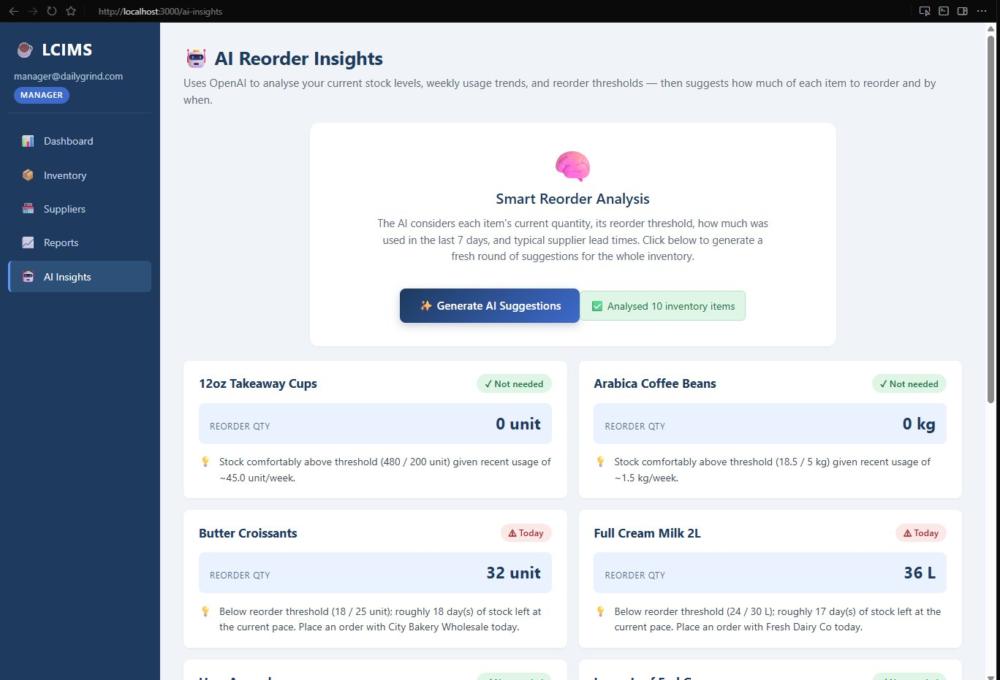 http://localhost:3000/ai-insights
LCIMS
manager@dailygrind.com
MANAGER
Dashboard
Inventory
Suppliers
Reports
AI Insights
AI Reorder Insights
Uses OpenAI to analyse your current stock levels, weekly usage trends, and reorder thresholds — then suggests how much of each item to reorder and by
when.
Smart Reorder Analysis
The AI considers each item's current quantity, its reorder threshold, how much was
used in the last 7 days, and typical supplier lead times. Click below to generate a
fresh round of suggestions for the whole inventory.
✨ Generate AI Suggestions
✅ Analysed 10 inventory items
12oz Takeaway Cups
✓ Not needed
REORDER QTY
0 unit
Stock comfortably above threshold (480 / 200 unit) given recent usage of
~45.0 unit/week.
Arabica Coffee Beans
✓ Not needed
REORDER QTY
0 kg
Stock comfortably above threshold (18.5 / 5 kg) given recent usage of
~1.5 kg/week.
Butter Croissants
⚠ Today
REORDER QTY
32 unit
Below reorder threshold (18 / 25 unit); roughly 18 day(s) of stock left at
the current pace. Place an order with City Bakery Wholesale today.
Full Cream Milk 2L
⚠ Today
REORDER QTY
36 L
Below reorder threshold (24 / 30 L); roughly 17 day(s) of stock left at the
current pace. Place an order with Fresh Dairy Co today.